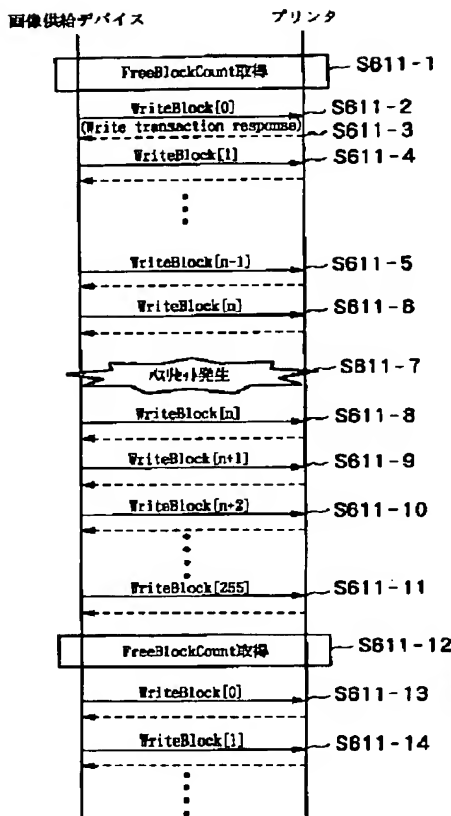 画像供給デバイス プリンタ
FreeBlockCount取得 S611-1
WriteBlock[0] S611-2
(Write transaction response) S611-3
WriteBlock[1] S611-4
WriteBlock[n-1] S611-5
WriteBlock[n] S611-6
バスリセット発生 S611-7
WriteBlock[n] S611-8
WriteBlock[n+1] S611-9
WriteBlock[n+2] S611-10
WriteBlock[255] S611-11
FreeBlockCount取得 S611-12
WriteBlock[0] S611-13
WriteBlock[1] S611-14